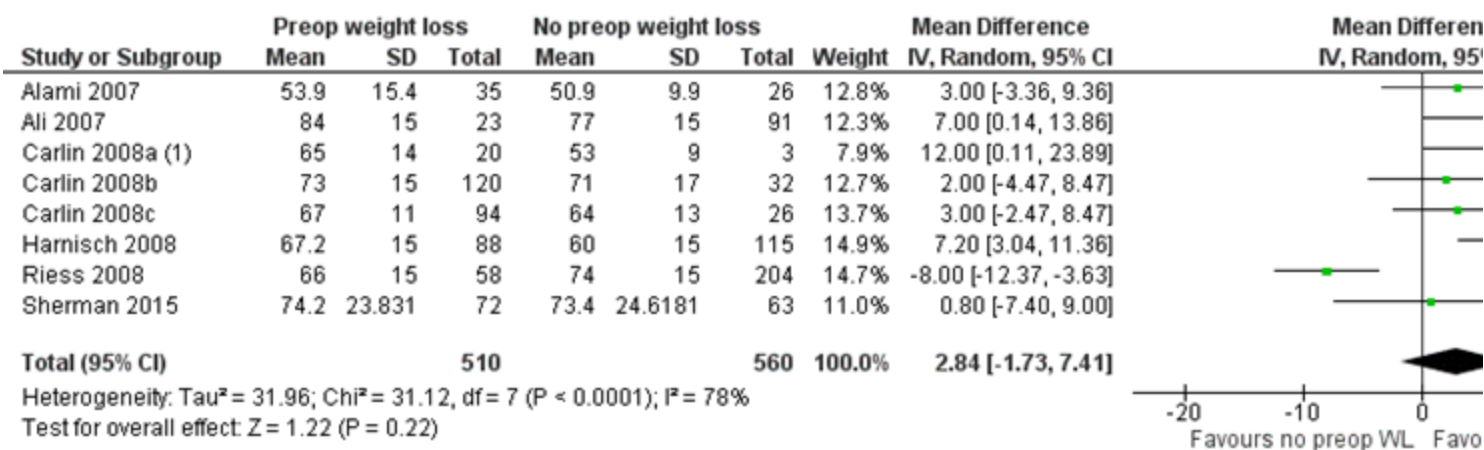 Preop weight loss No preop weight loss Mean Difference Mean Differen
Study or Subgroup Mean SD Total Mean SD Total Weight IV, Random, 95% CI IV, Random, 95%
Alami 2007 53.9 15.4 35 50.9 9.9 26 12.8% 3.00 [-3.36, 9.36]
Ali 2007 84 15 23 77 15 91 12.3% 7.00 [0.14, 13.86]
Carlin 2008a (1) 65 14 20 53 9 3 7.9% 12.00 [0.11, 23.89]
Carlin 2008b 73 15 120 71 17 32 12.7% 2.00 [-4.47, 8.47]
Carlin 2008c 67 11 94 64 13 26 13.7% 3.00 [-2.47, 8.47]
Harnisch 2008 67.2 15 88 60 15 115 14.9% 7.20 [3.04, 11.36]
Riess 2008 66 15 58 74 15 204 14.7% -8.00 [-12.37, -3.63]
Sherman 2015 74.2 23.831 72 73.4 24.6181 63 11.0% 0.80 [-7.40, 9.00]
Total (95% CI) 510 560 100.0% 2.84 [-1.73, 7.41]
Heterogeneity: Tau² = 31.96; Chi² = 31.12, df = 7 (P < 0.0001); I² = 78%
Test for overall effect: Z = 1.22 (P = 0.22)
-20 -10 0
Favours no preop WL Favo